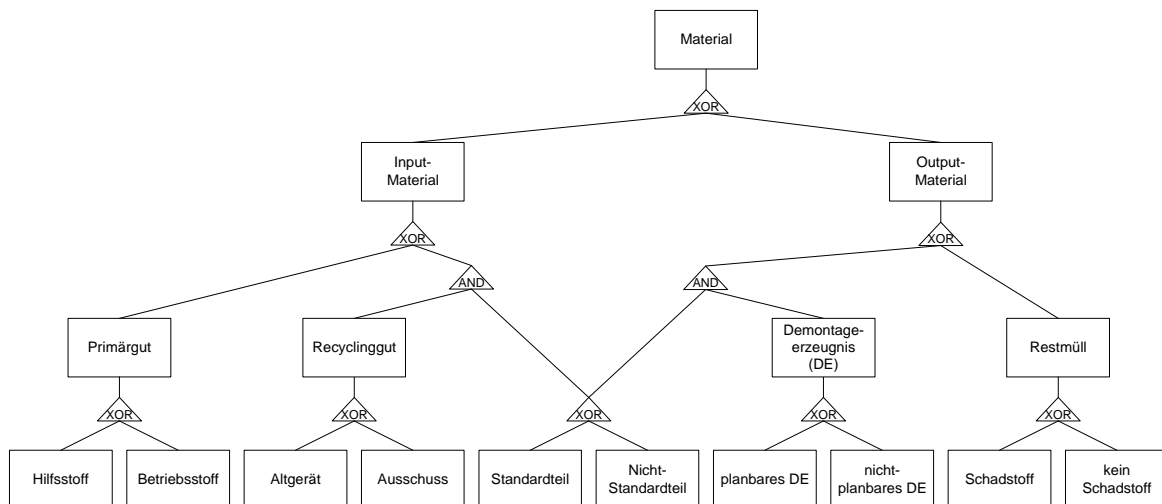 Material
XOR
Input-
Material
Output-
Material
XOR
XOR
AND
AND
Primärgut
Recyclinggut
Demontage-
erzeugnis
(DE)
Restmüll
XOR
XOR
XOR
XOR
XOR
Hilfsstoff
Betriebsstoff
Altgerät
Ausschuss
Standardteil
Nicht-
Standardteil
planbares DE
nicht-
planbares DE
Schadstoff
kein
Schadstoff